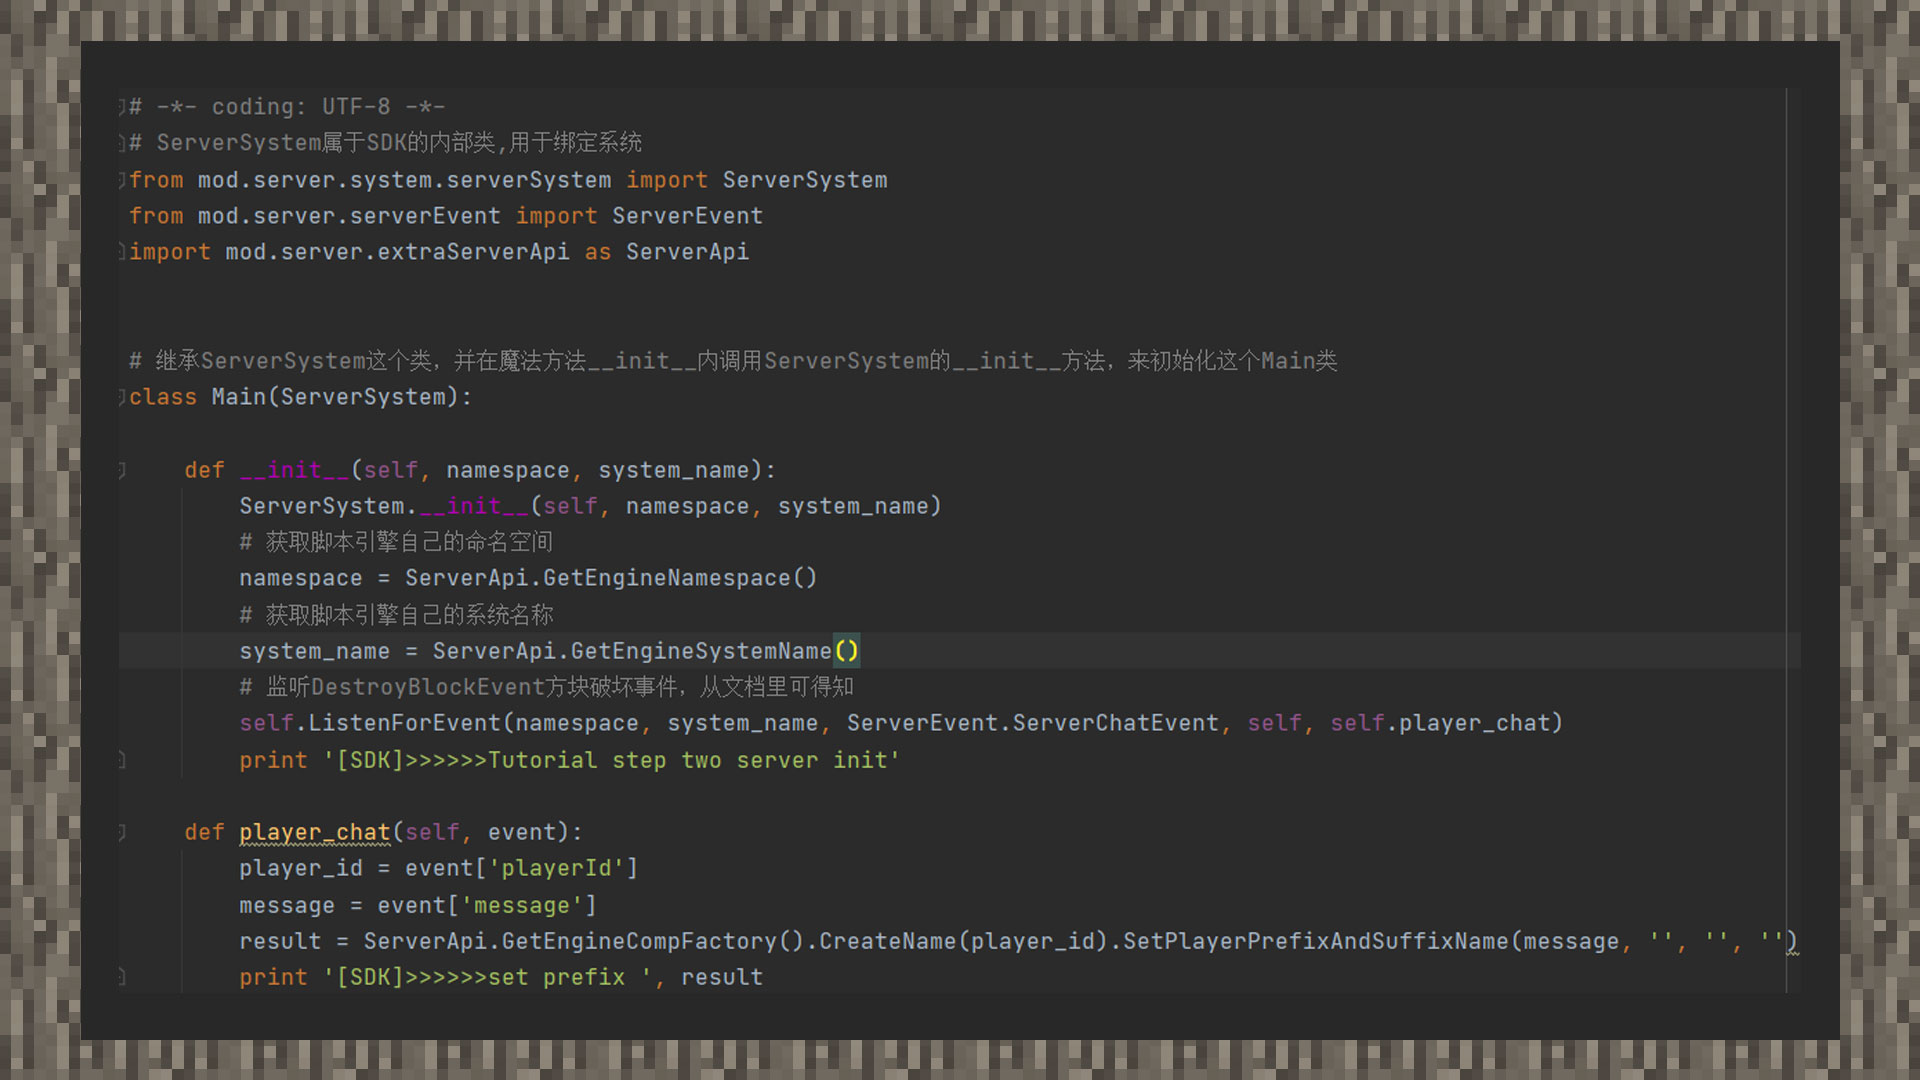 # -*- coding: UTF-8 -*-
# ServerSystem属于SDK的内部类,用于绑定系统
from mod.server.system.serverSystem import ServerSystem
from mod.server.serverEvent import ServerEvent
import mod.server.extraServerApi as ServerApi
# 继承ServerSystem这个类，并在魔法方法__init__内调用ServerSystem的__init__方法，来初始化这个Main类
class Main(ServerSystem):
def __init__(self, namespace, system_name):
ServerSystem.__init__(self, namespace, system_name)
# 获取脚本引擎自己的命名空间
namespace = ServerApi.GetEngineNamespace()
# 获取脚本引擎自己的系统名称
system_name = ServerApi.GetEngineSystemName()
# 监听DestroyBlockEvent方块破坏事件，从文档里可得知
self.ListenForEvent(namespace, system_name, ServerEvent.ServerChatEvent, self, self.player_chat)
print '[SDK]>>>>>>Tutorial step two server init'
def player_chat(self, event):
player_id = event['playerId']
message = event['message']
result = ServerApi.GetEngineCompFactory().CreateName(player_id).SetPlayerPrefixAndSuffixName(message, '', '', '')
print '[SDK]>>>>>>set prefix ', result